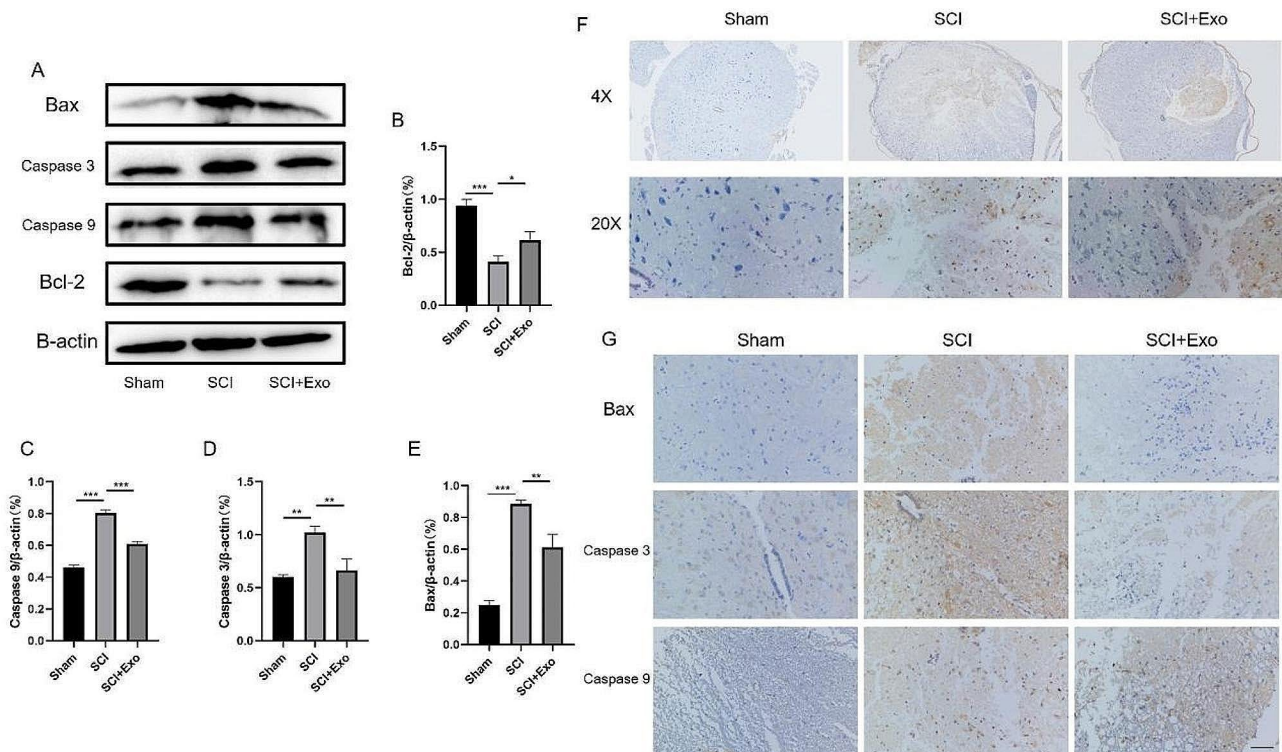 A
Bax
Caspase 3
Caspase 9
Bcl-2
B-actin
Sham SCI SCI+Exo
B
Bcl-2/β-actin(%)
1.5
1.0
0.5
0.0
*** *
Sham SCI SCI+Exo
C
Caspase 9/β-actin(%)
1.0
0.8
0.6
0.4
0.2
0.0
*** ***
Sham SCI SCI+Exo
D
Caspase 3/β-actin(%)
1.5
1.0
0.5
0.0
** **
Sham SCI SCI+Exo
E
Bax/β-actin(%)
1.0
0.8
0.6
0.4
0.2
0.0
*** **
Sham SCI SCI+Exo
F
Sham SCI SCI+Exo
4X
20X
G
Sham SCI SCI+Exo
Bax
Caspase 3
Caspase 9